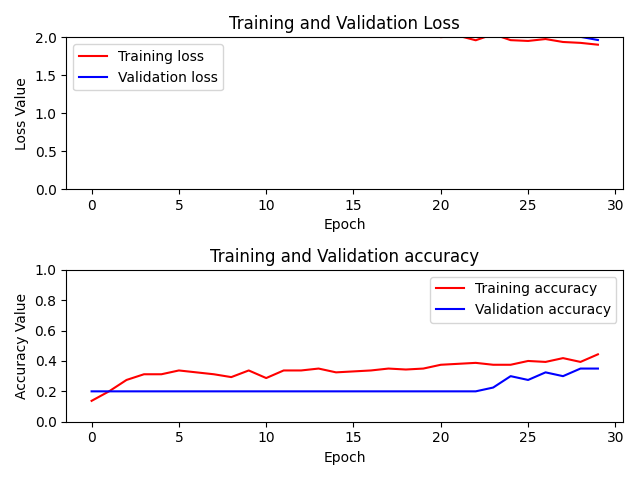 Training and Validation Loss
2.0
1.5
1.0
0.5
0.0
Loss Value
Training loss
Validation loss
0 5 10 15 20 25 30
Epoch
Training and Validation accuracy
1.0
0.8
0.6
0.4
0.2
0.0
Accuracy Value
Training accuracy
Validation accuracy
0 5 10 15 20 25 30
Epoch